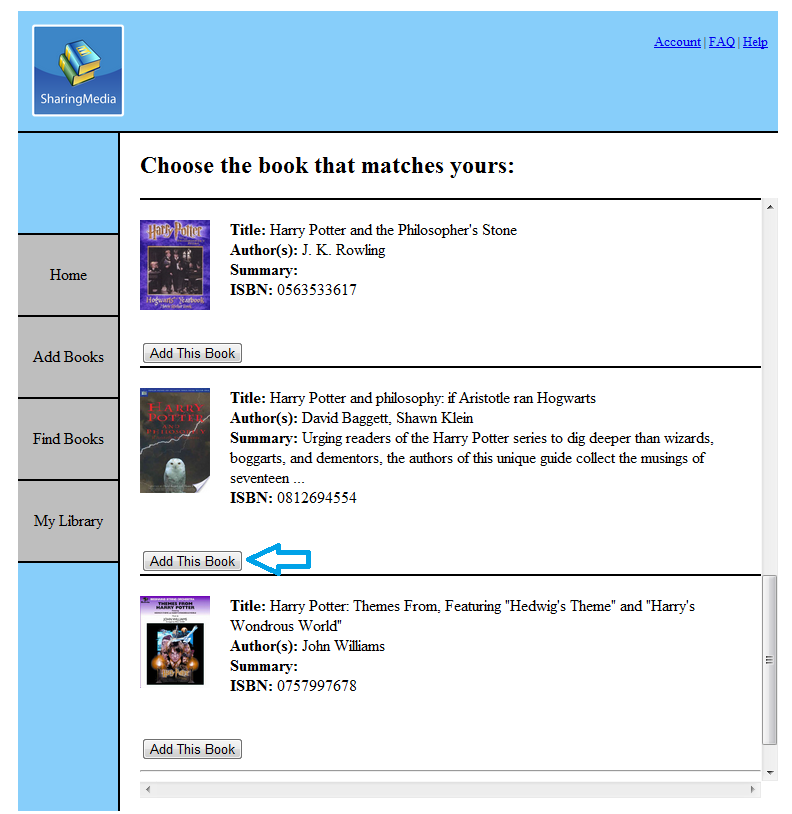 SharingMedia
Account | FAQ | Help
Choose the book that matches yours:
Home
Add Books
Find Books
My Library
Harry Potter
Hogwarts Yearbook
Title: Harry Potter and the Philosopher's Stone
Author(s): J. K. Rowling
Summary:
ISBN: 0563533617
Add This Book
HARRY
POTTER
AND
PHILOSOPHY
Title: Harry Potter and philosophy: if Aristotle ran Hogwarts
Author(s): David Baggett, Shawn Klein
Summary: Urging readers of the Harry Potter series to dig deeper than wizards,
boggarts, and dementors, the authors of this unique guide collect the musings of
seventeen ...
ISBN: 0812694554
Add This Book
THEMES FROM
HARRY POTTER
JOHN WILLIAMS
Title: Harry Potter: Themes From, Featuring "Hedwig's Theme" and "Harry's
Wondrous World"
Author(s): John Williams
Summary:
ISBN: 0757997678
Add This Book